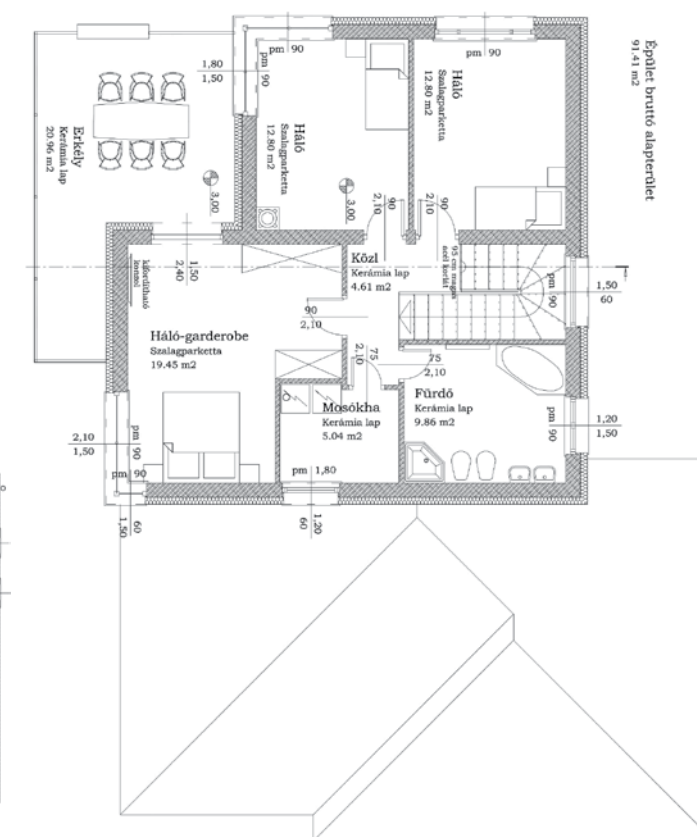 Épület bruttó alapterület
91.41 m2
pm 90
pm 90
1,80
1,50
pm 90
Háló
Szalagparketta
12.80 m2
Háló
Szalagparketta
12.80 m2
Erkély
Kerámia lap
20.96 m2
3,00
3,00
90
2,10
90
2,10
1,50
2,40
kifordítható
konzol
Közl
Kerámia lap
4.61 m2
95 cm magas
acél korlát
pm 90
1,50
60
90
2,10
Háló-garderobe
Szalagparketta
19.45 m2
75
2,10
75
2,10
Mosókha
Kerámia lap
5.04 m2
Fürdő
Kerámia lap
9.86 m2
pm 90
1,20
1,50
2,10
1,50
pm 90
pm 90
pm 1,80
60
1,50
1,20
60